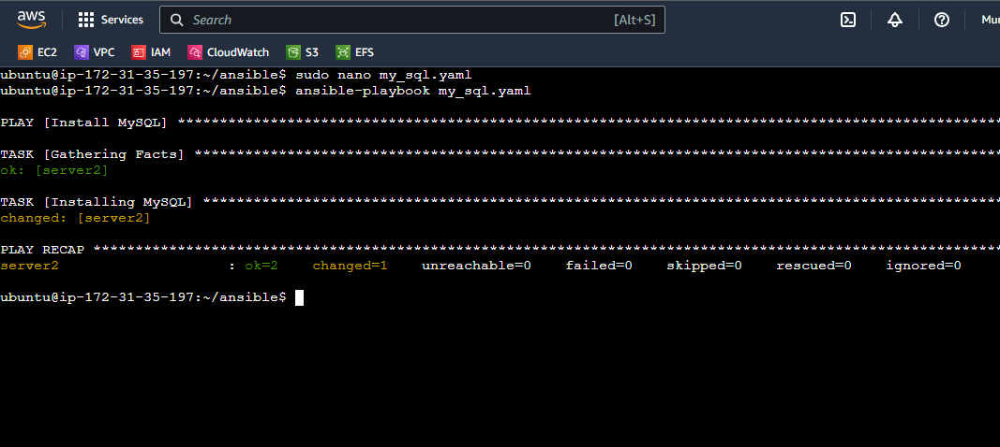 aws
Services
Search
[Alt+S]
EC2 VPC IAM CloudWatch S3 EFS
ubuntu@ip-172-31-35-197:~/ansible$ sudo nano my_sql.yaml
ubuntu@ip-172-31-35-197:~/ansible$ ansible-playbook my_sql.yaml
PLAY [Install MySQL] *************************************************************************************************
TASK [Gathering Facts] ***********************************************************************************************
ok: [server2]
TASK [Installing MySQL] **********************************************************************************************
changed: [server2]
PLAY RECAP ***********************************************************************************************************
server2 : ok=2 changed=1 unreachable=0 failed=0 skipped=0 rescued=0 ignored=0
ubuntu@ip-172-31-35-197:~/ansible$